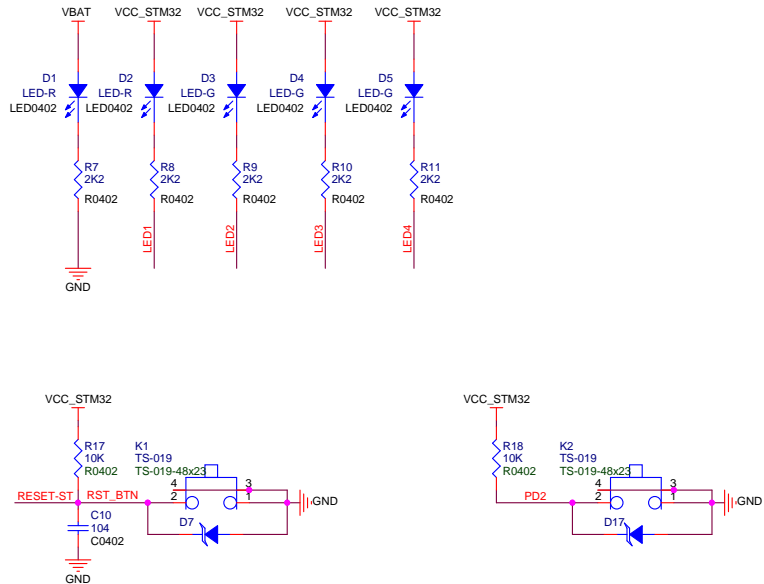 VBAT VCC_STM32 VCC_STM32 VCC_STM32 VCC_STM32
D1 D2 D3 D4 D5
LED-R LED-R LED-G LED-G LED-G
LED0402 LED0402 LED0402 LED0402 LED0402
R7 R8 R9 R10 R11
2K2 2K2 2K2 2K2 2K2
R0402 R0402 R0402 R0402 R0402
LED1 LED2 LED3 LED4
GND
VCC_STM32 VCC_STM32
R17 K1 R18 K2
10K TS-019 10K TS-019
R0402 TS-019-48x23 R0402 TS-019-48x23
4 3 4 3
RESET-ST RST_BTN 2 1 GND PD2 2 1 GND
C10 D7 D17
104
C0402
GND